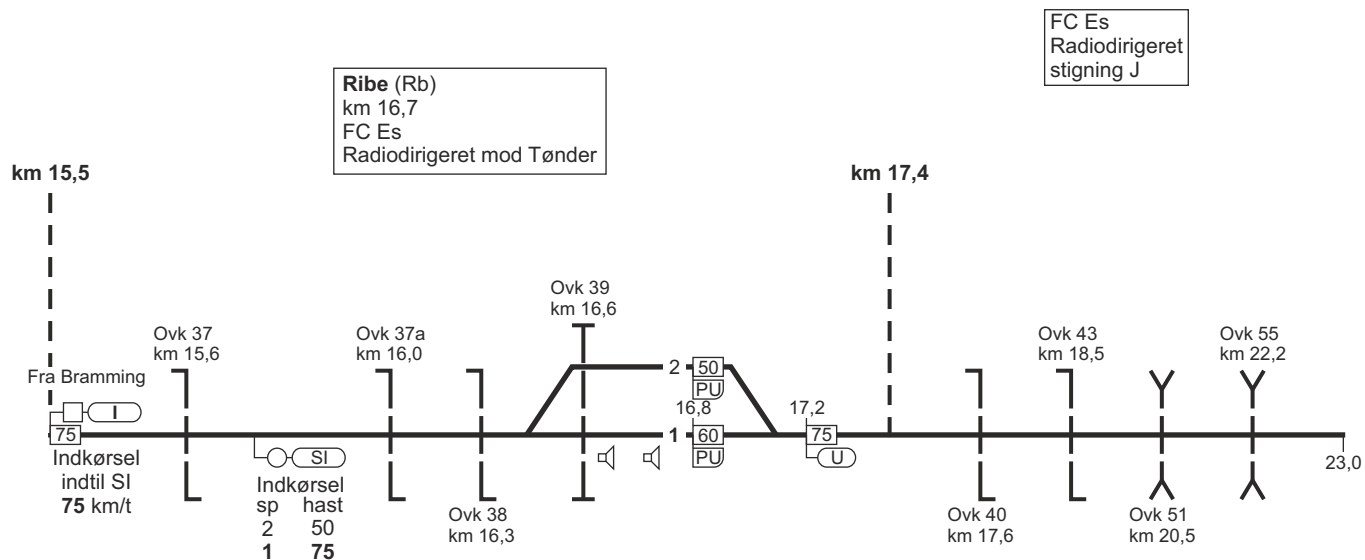 FC Es
Radiodirigeret
stigning J
Ribe (Rb)
km 16,7
FC Es
Radiodirigeret mod Tønder
km 15,5
km 17,4
Ovk 39
km 16,6
Ovk 37
km 15,6
Ovk 37a
km 16,0
Ovk 43
km 18,5
Ovk 55
km 22,2
Fra Bramming
I
75
Indkørsel
indtil SI
75 km/t
SI
Indkørsel
sp hast
2 50
1 75
Ovk 38
km 16,3
2 50
PU
16,8
1 60
PU
17,2
75
U
Ovk 40
km 17,6
Ovk 51
km 20,5
23,0